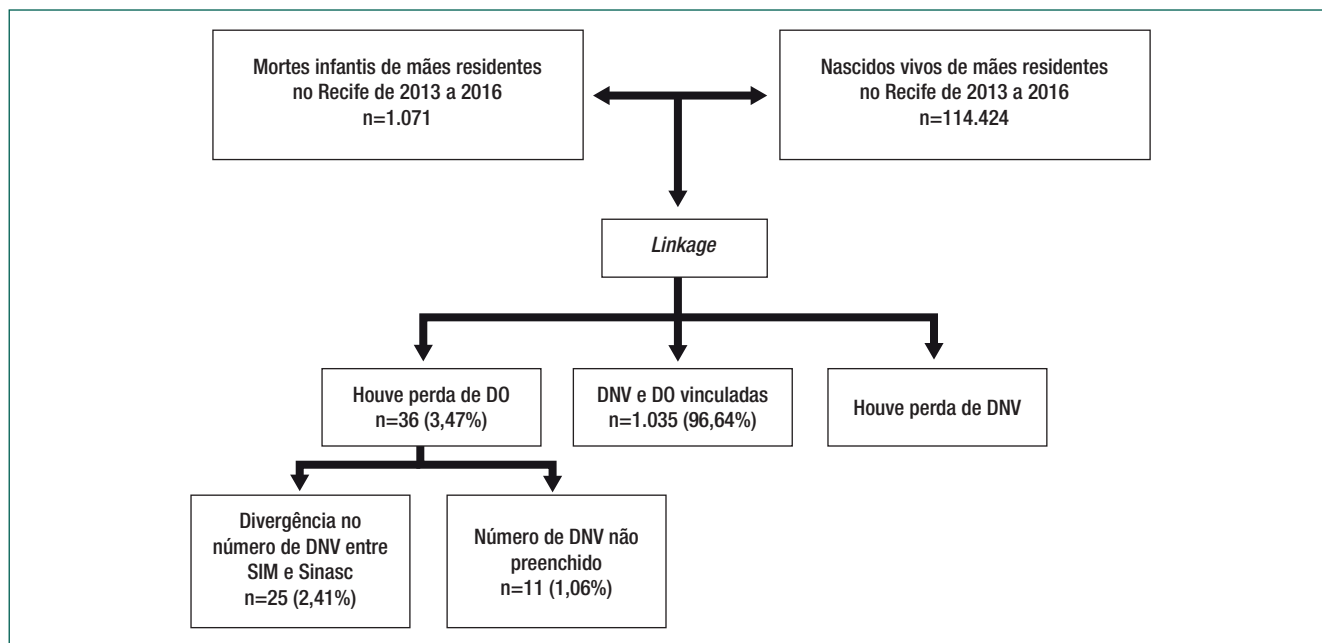 Mortes infantis de mães residentes
no Recife de 2013 a 2016
n=1.071
Nascidos vivos de mães residentes
no Recife de 2013 a 2016
n=114.424
Linkage
Houve perda de DO
n=36 (3,47%)
DNV e DO vinculadas
n=1.035 (96,64%)
Houve perda de DNV
Divergência no
número de DNV entre
SIM e Sinasc
n=25 (2,41%)
Número de DNV não
preenchido
n=11 (1,06%)